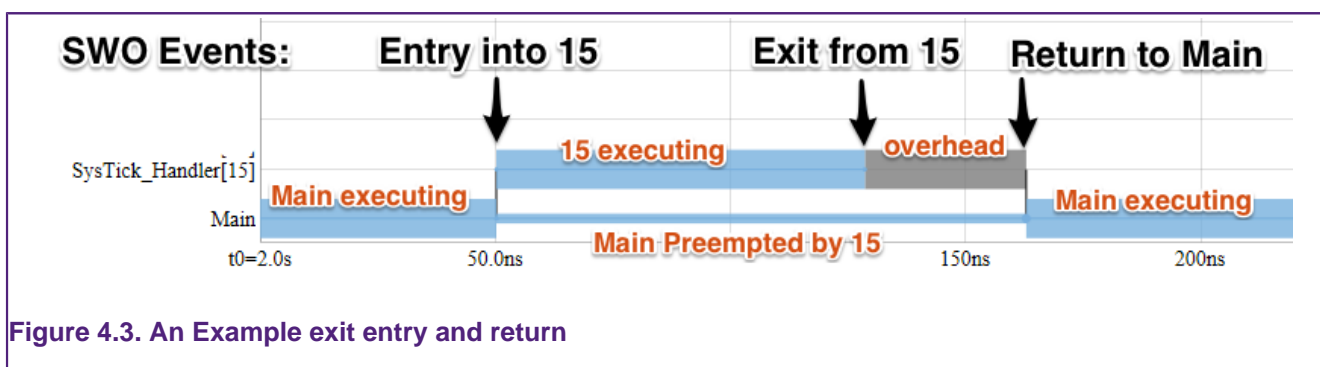 SWO Events: Entry into 15 Exit from 15 Return to Main
SysTick_Handler[15] 15 executing overhead
Main executing Main executing
Main
Main Preempted by 15
t0=2.0s 50.0ns 150ns 200ns
Figure 4.3. An Example exit entry and return